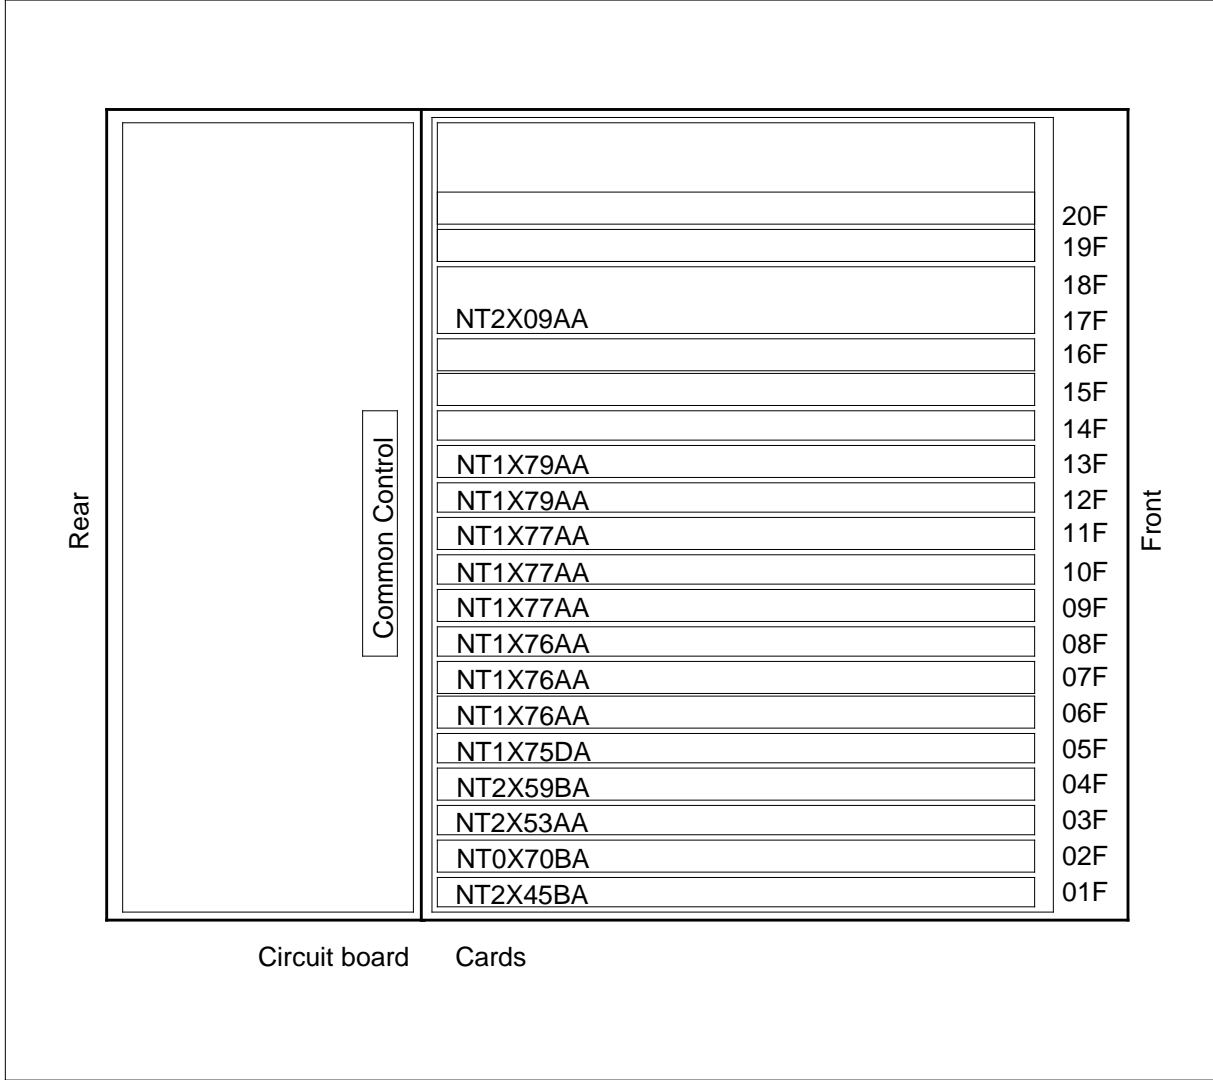 20F
19F
18F
NT2X09AA 17F
16F
15F
14F
NT1X79AA 13F
NT1X79AA 12F
NT1X77AA 11F
NT1X77AA 10F
NT1X77AA 09F
NT1X76AA 08F
NT1X76AA 07F
NT1X76AA 06F
NT1X75DA 05F
NT2X59BA 04F
NT2X53AA 03F
NT0X70BA 02F
NT2X45BA 01F
Rear
Common Control
Front
Circuit board Cards